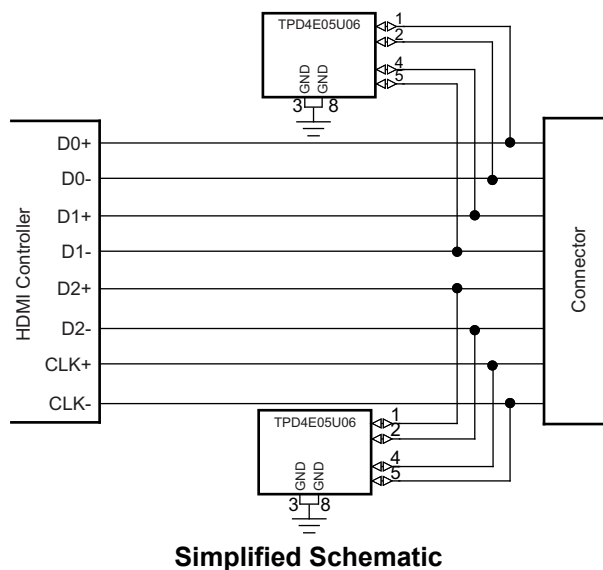 TPD4E05U06
1
2
4
5
GND
GND
3 8
HDMI Controller
D0+
D0-
D1+
D1-
D2+
D2-
CLK+
CLK-
Connector
TPD4E05U06
1
2
4
5
GND
GND
3 8
Simplified Schematic